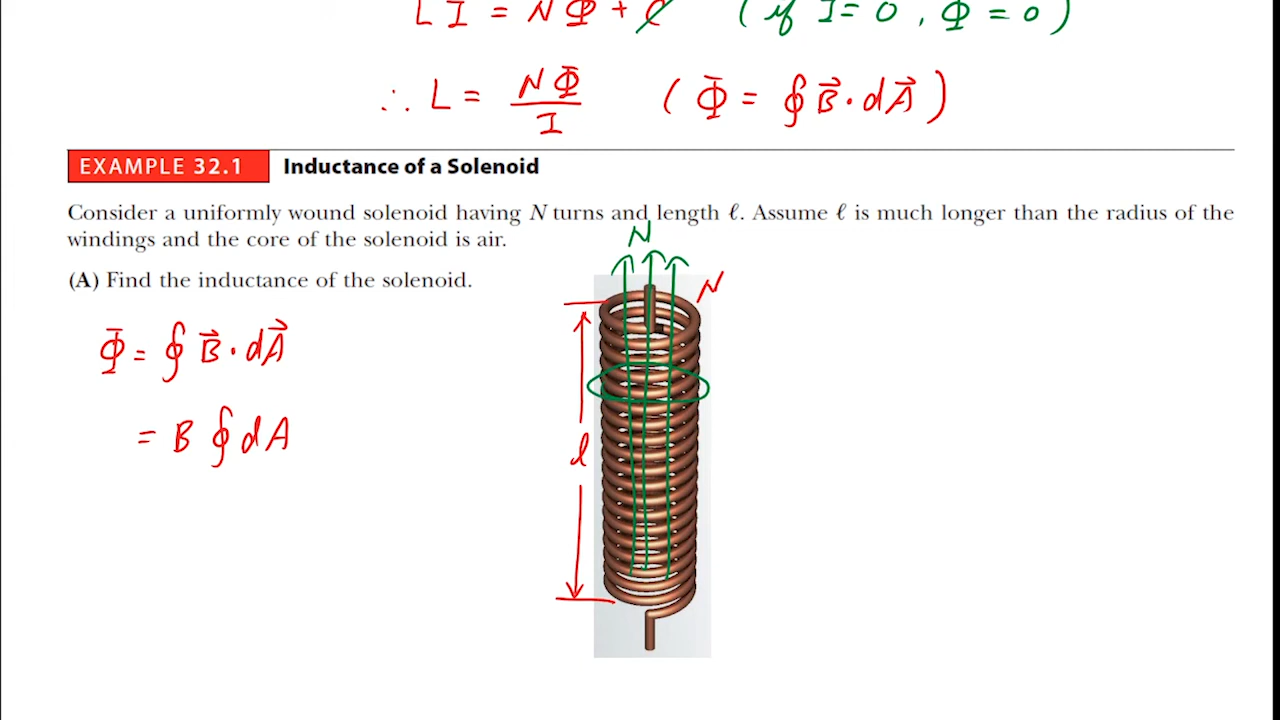 L I = N Φ + C (if I = 0, Φ = 0)
∴ L = NΦ / I (Φ = ∮ B⃗ · dA⃗)
EXAMPLE 32.1 Inductance of a Solenoid
Consider a uniformly wound solenoid having N turns and length ℓ. Assume ℓ is much longer than the radius of the
windings and the core of the solenoid is air.
N
(A) Find the inductance of the solenoid.
N
Φ = ∮ B⃗ · dA⃗
= B ∮ dA
ℓ